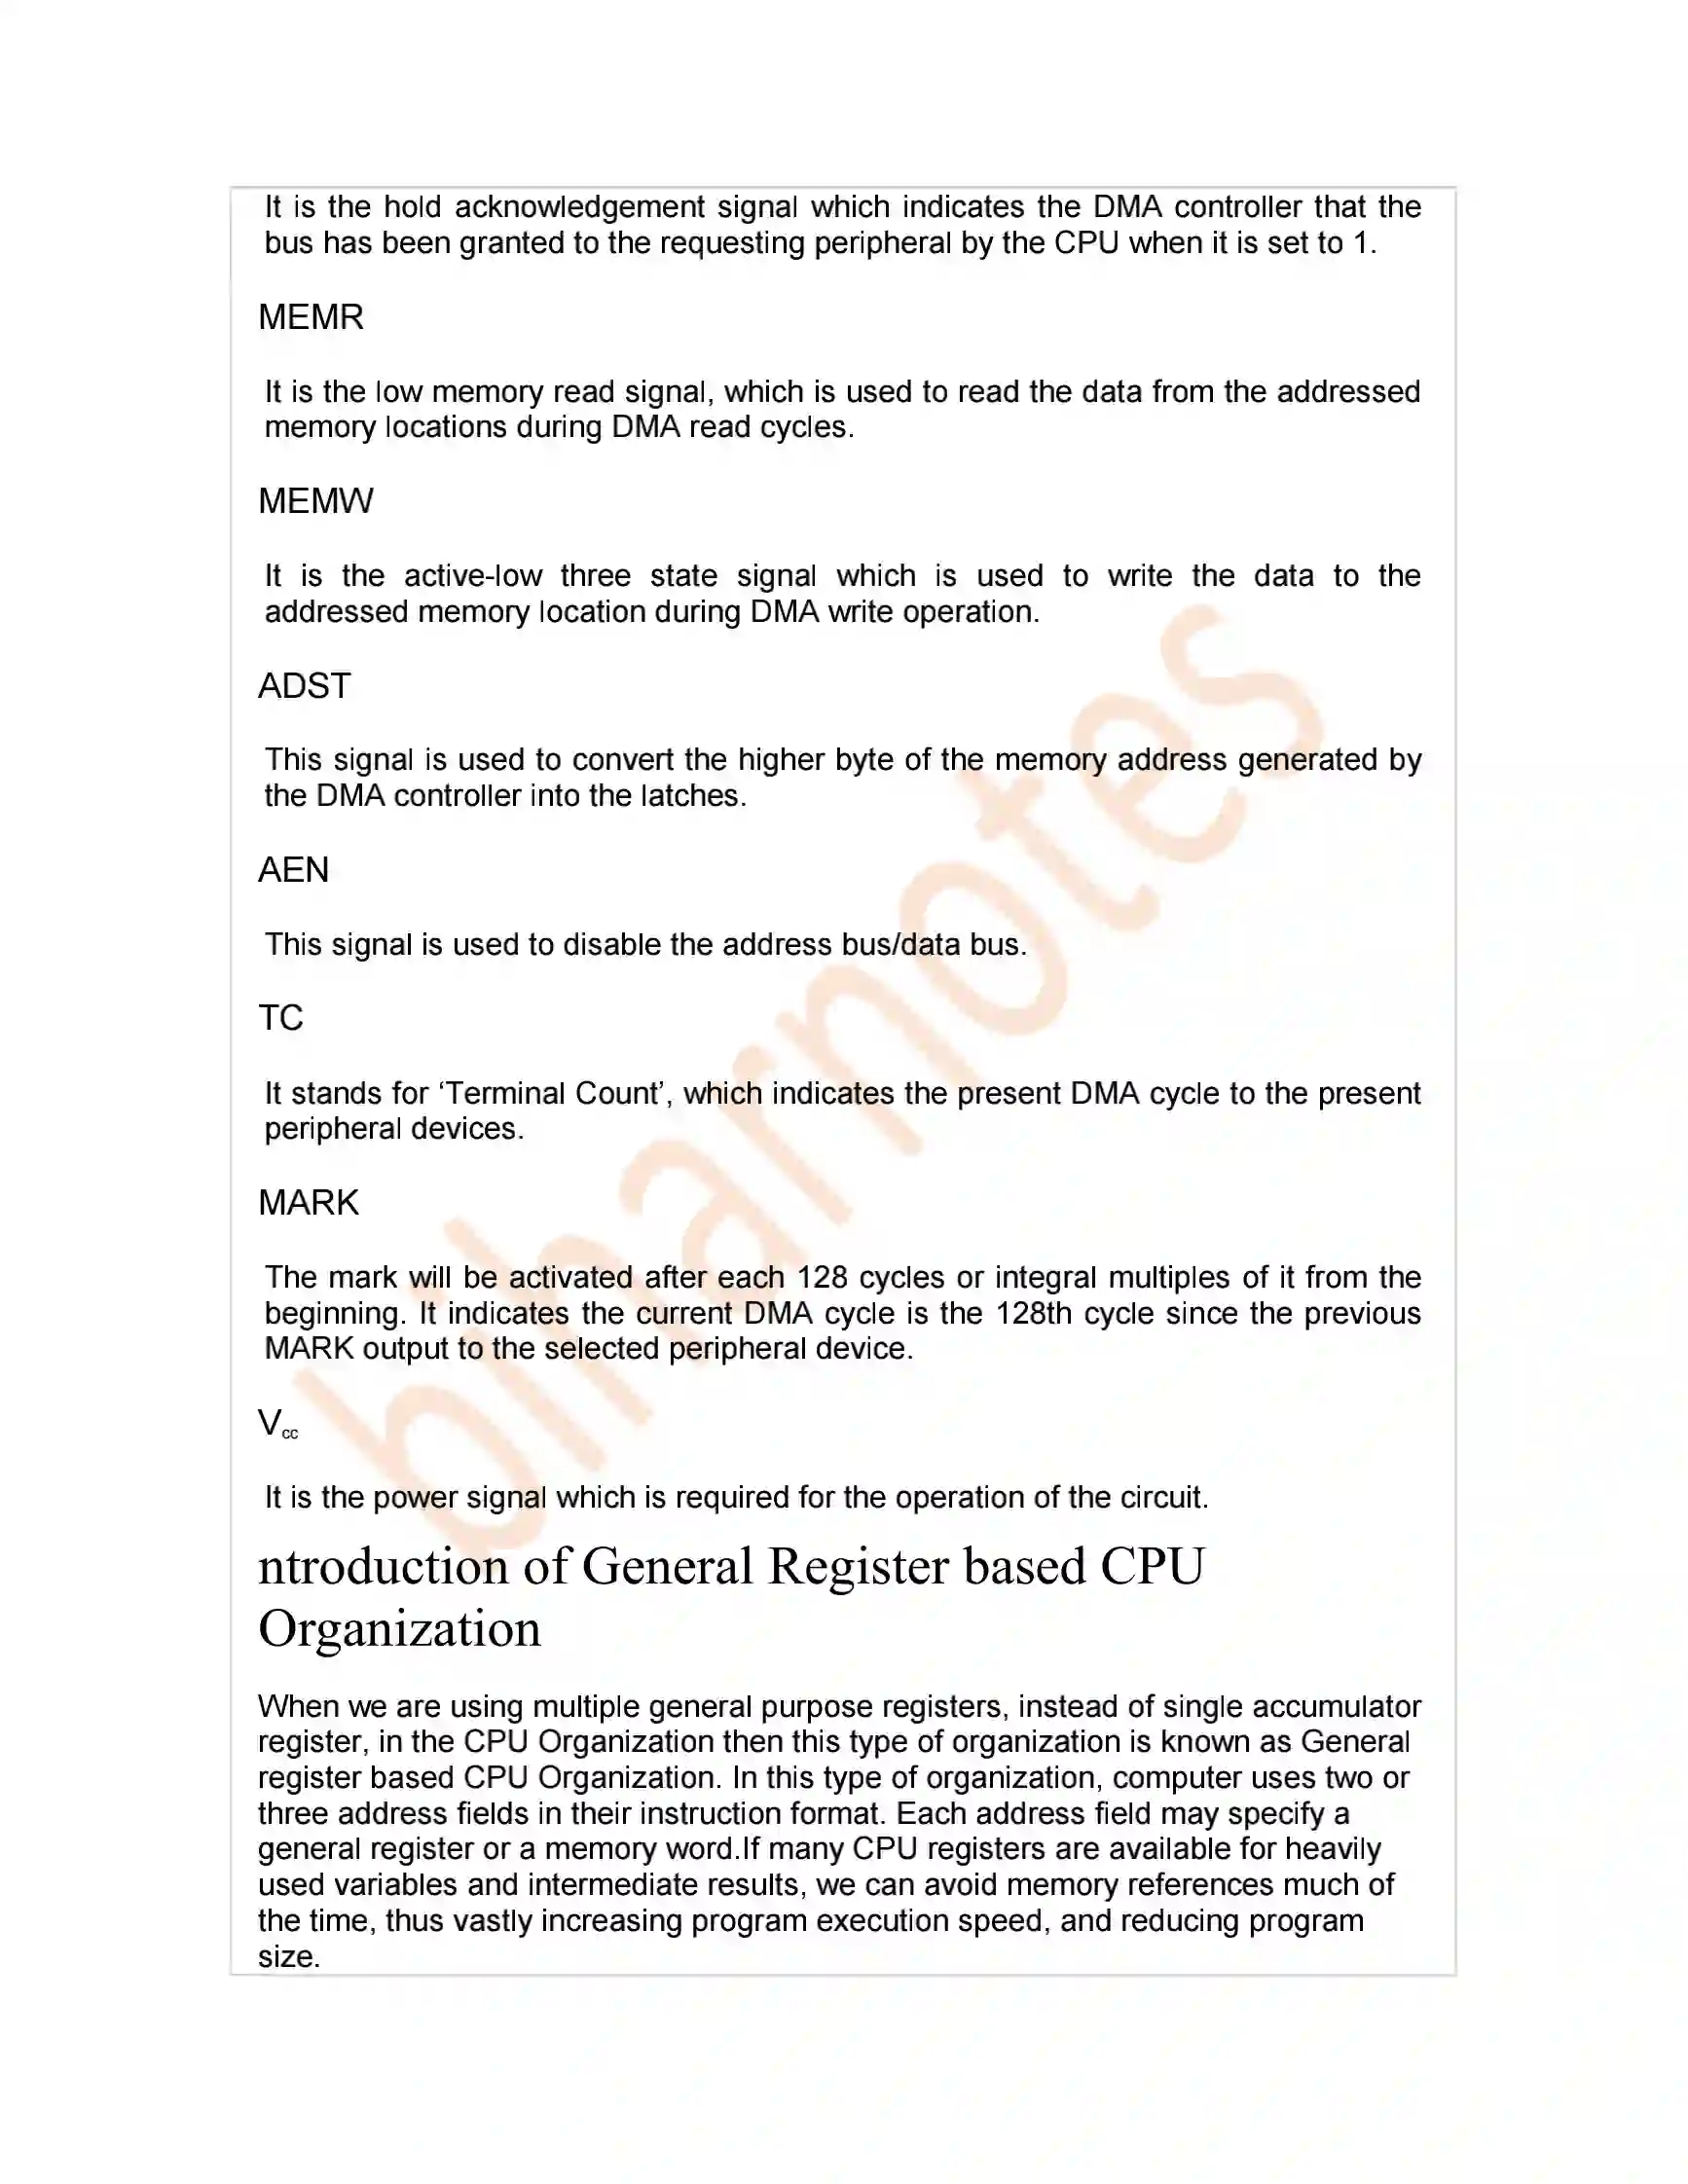 It is the hold acknowledgement signal which indicates the DMA controller that the
bus has been granted to the requesting peripheral by the CPU when it is set to 1.
MEMR
It is the low memory read signal, which is used to read the data from the addressed
memory locations during DMA read cycles.
MEMW
It is the active-low three state signal which is used to write the data to the
addressed memory location during DMA write operation.
ADST
This signal is used to convert the higher byte of the memory address generated by
the DMA controller into the latches.
AEN
This signal is used to disable the address bus/data bus.
TC
It stands for ‘Terminal Count’, which indicates the present DMA cycle to the present
peripheral devices.
MARK
The mark will be activated after each 128 cycles or integral multiples of it from the
beginning. It indicates the current DMA cycle is the 128th cycle since the previous
MARK output to the selected peripheral device.
Vcc
It is the power signal which is required for the operation of the circuit.
ntroduction of General Register based CPU
Organization
When we are using multiple general purpose registers, instead of single accumulator
register, in the CPU Organization then this type of organization is known as General
register based CPU Organization. In this type of organization, computer uses two or
three address fields in their instruction format. Each address field may specify a
general register or a memory word.If many CPU registers are available for heavily
used variables and intermediate results, we can avoid memory references much of
the time, thus vastly increasing program execution speed, and reducing program
size.
biharnotes